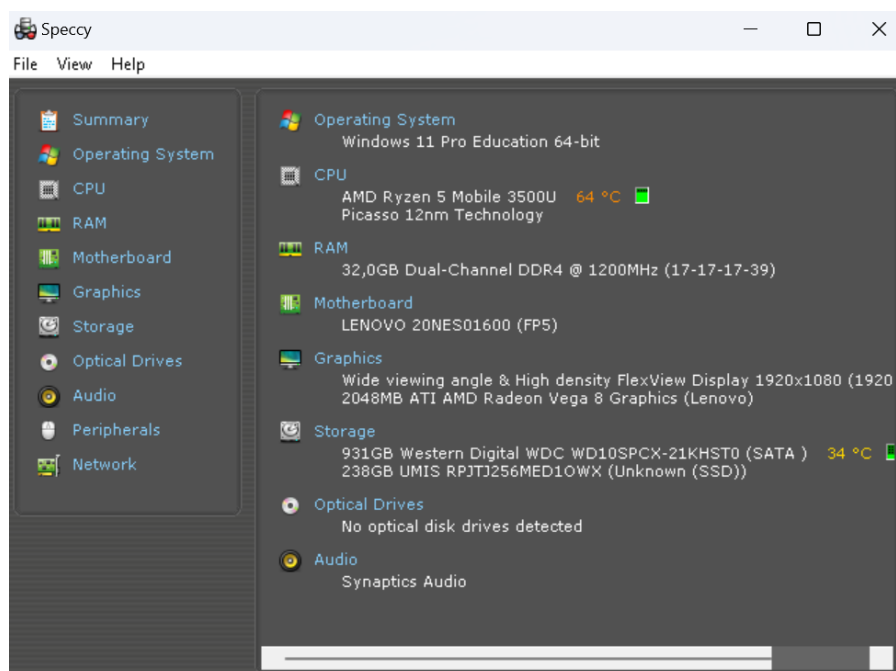 Speccy
File View Help
Summary
Operating System
CPU
RAM
Motherboard
Graphics
Storage
Optical Drives
Audio
Peripherals
Network
Operating System
Windows 11 Pro Education 64-bit
CPU
AMD Ryzen 5 Mobile 3500U 64 °C
Picasso 12nm Technology
RAM
32,0GB Dual-Channel DDR4 @ 1200MHz (17-17-17-39)
Motherboard
LENOVO 20NES01600 (FP5)
Graphics
Wide viewing angle & High density FlexView Display 1920x1080 (1920
2048MB ATI AMD Radeon Vega 8 Graphics (Lenovo)
Storage
931GB Western Digital WDC WD10SPCX-21KHST0 (SATA ) 34 °C
238GB UMIS RPJTJ256MED1OWX (Unknown (SSD))
Optical Drives
No optical disk drives detected
Audio
Synaptics Audio